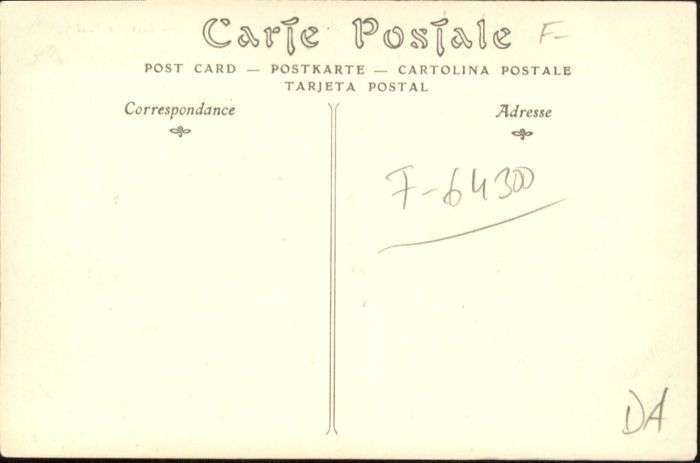 Carte Postale F-
POST CARD — POSTKARTE — CARTOLINA POSTALE
TARJETA POSTAL
Correspondance
Adresse
F-64300
DA